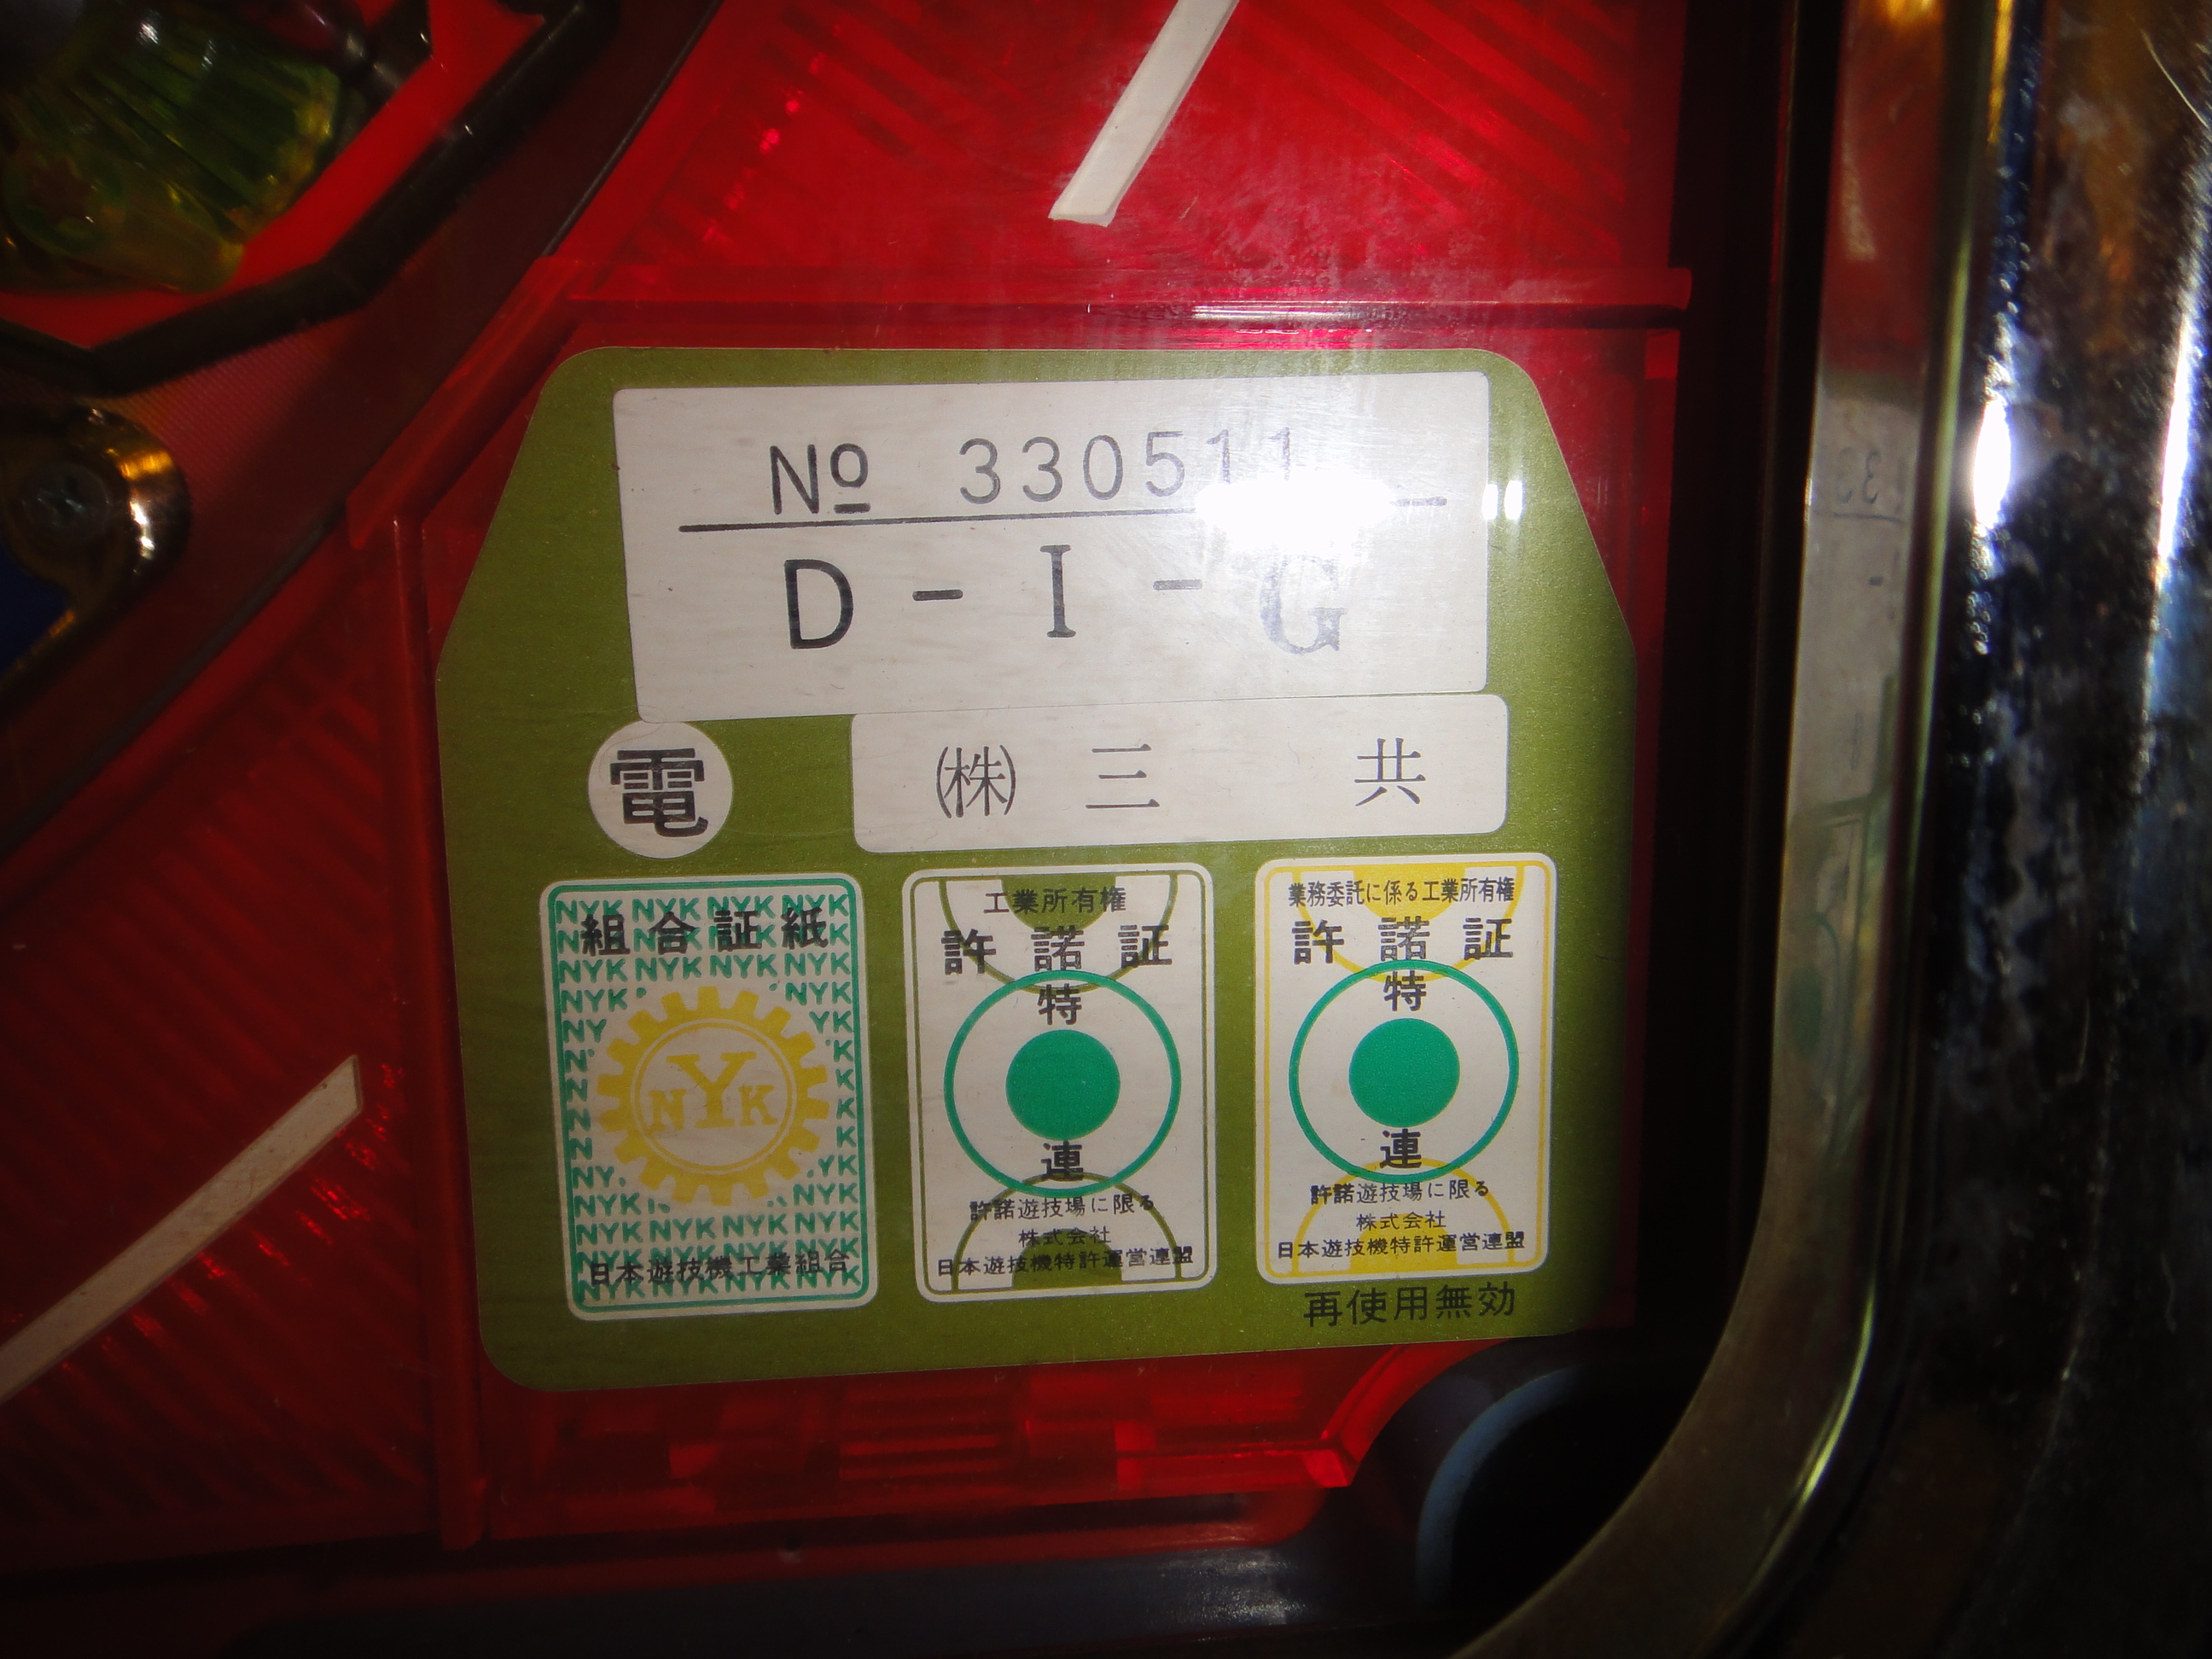 № 330511
D - I - G
電
㈱ 三 共
組合証紙
NYK
日本遊技機工業組合
工業所有権
許諾証
特
連
許諾遊技場に限る
株式会社
日本遊技機特許運営連盟
業務委託に係る工業所有権
許諾証
特
連
許諾遊技場に限る
株式会社
日本遊技機特許運営連盟
再使用無効